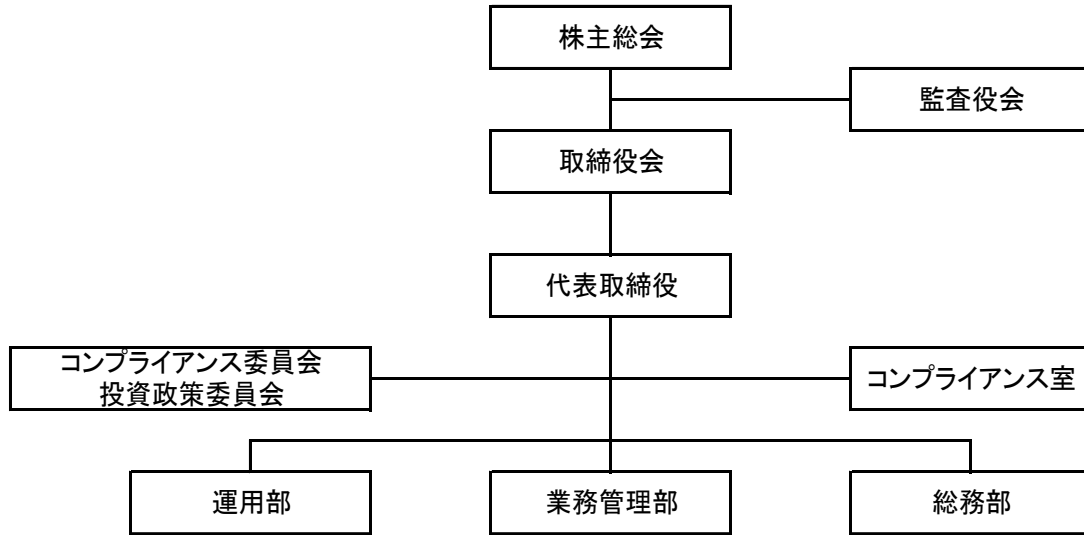 株主総会
監査役会
取締役会
代表取締役
コンプライアンス委員会
投資政策委員会
コンプライアンス室
運用部
業務管理部
総務部